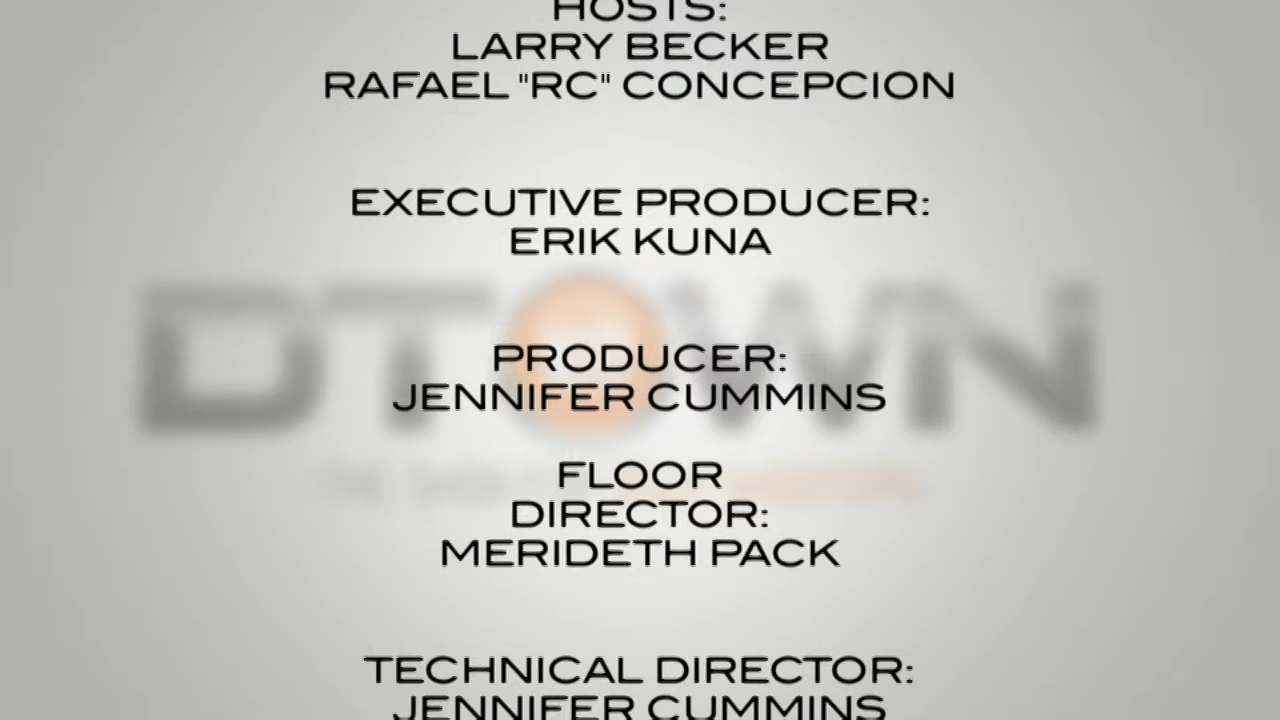 HOSTS:
LARRY BECKER
RAFAEL "RC" CONCEPCION
EXECUTIVE PRODUCER:
ERIK KUNA
DTOWN
PRODUCER:
JENNIFER CUMMINS
FLOOR
DIRECTOR:
MERIDETH PACK
TECHNICAL DIRECTOR:
JENNIFER CUMMINS